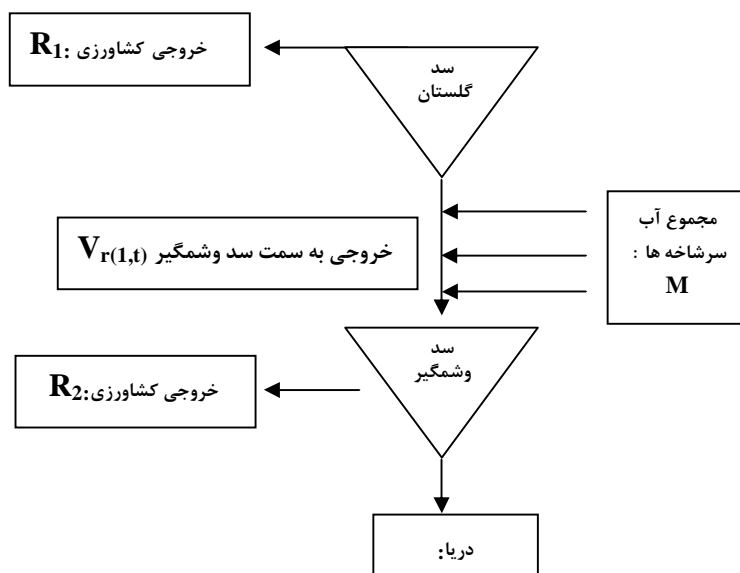 خروجی کشاورزی :R1
سد
گلستان
مجموع آب
سرشاخه ها :
M
خروجی به سمت سد وشمگیر Vr(1,t)
سد
وشمگیر
خروجی کشاورزی:R2
دریا: